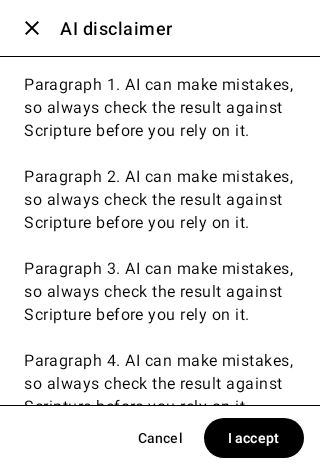 AI disclaimer
Paragraph 1. AI can make mistakes,
so always check the result against
Scripture before you rely on it.
Paragraph 2. AI can make mistakes,
so always check the result against
Scripture before you rely on it.
Paragraph 3. AI can make mistakes,
so always check the result against
Scripture before you rely on it.
Paragraph 4. AI can make mistakes,
so always check the result against
Cancel
I accept